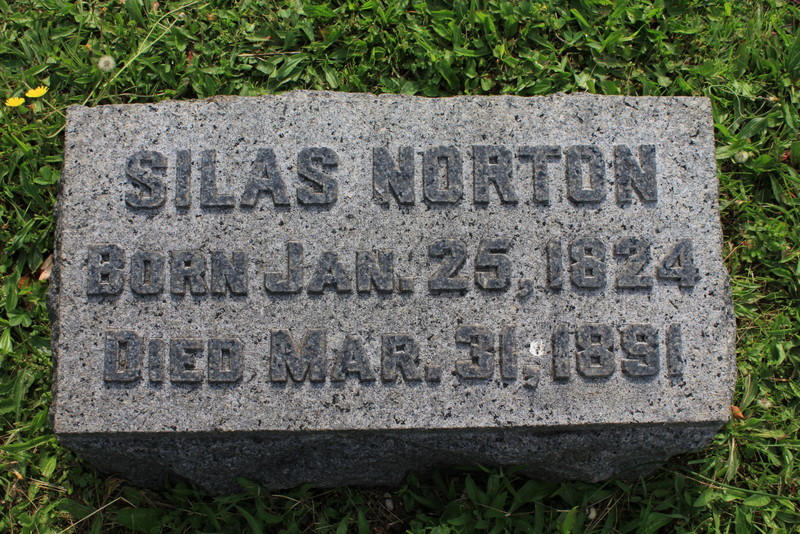 SILAS NORTON
BORN JAN. 25, 1824
DIED MAR. 31, 1891